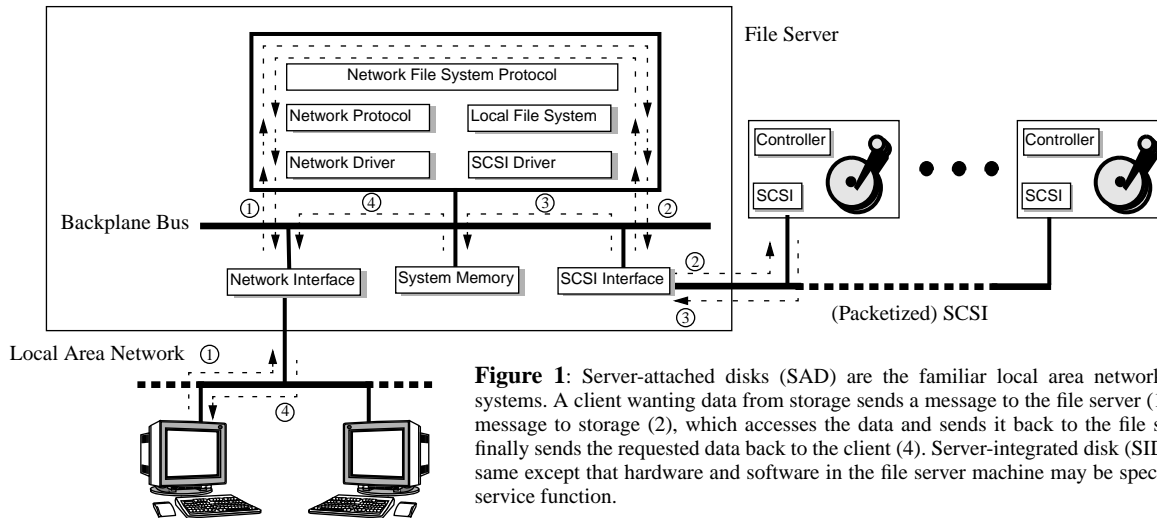 File Server
Network File System Protocol
Network Protocol
Local File System
Network Driver
SCSI Driver
Controller
SCSI
Controller
SCSI
1
4
3
2
Backplane Bus
Network Interface
System Memory
SCSI Interface
2
3
(Packetized) SCSI
Local Area Network
1
4
Figure 1: Server-attached disks (SAD) are the familiar local area network
systems. A client wanting data from storage sends a message to the file server (1
message to storage (2), which accesses the data and sends it back to the file s
finally sends the requested data back to the client (4). Server-integrated disk (SID
same except that hardware and software in the file server machine may be spec
service function.